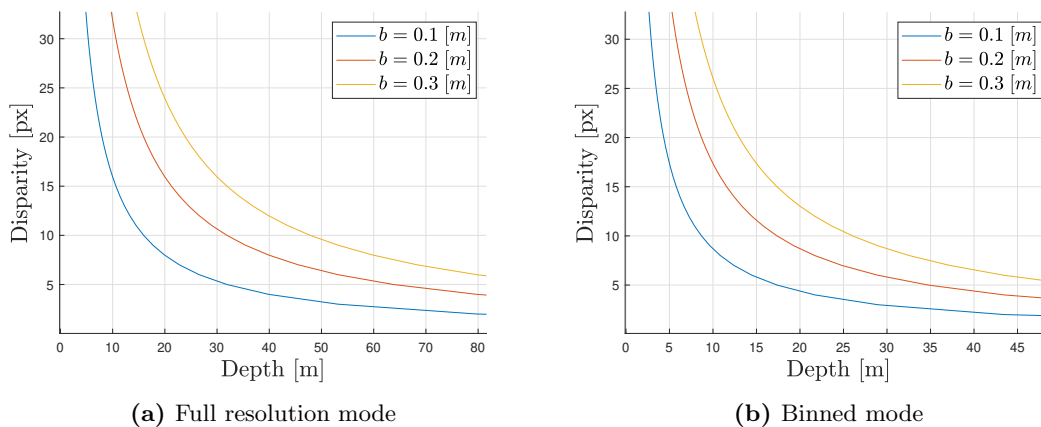 30
25
20
15
10
5
Disparity [px]
0 10 20 30 40 50 60 70 80
Depth [m]
b = 0.1 [m]
b = 0.2 [m]
b = 0.3 [m]
(a) Full resolution mode
30
25
20
15
10
5
Disparity [px]
0 5 10 15 20 25 30 35 40 45
Depth [m]
b = 0.1 [m]
b = 0.2 [m]
b = 0.3 [m]
(b) Binned mode